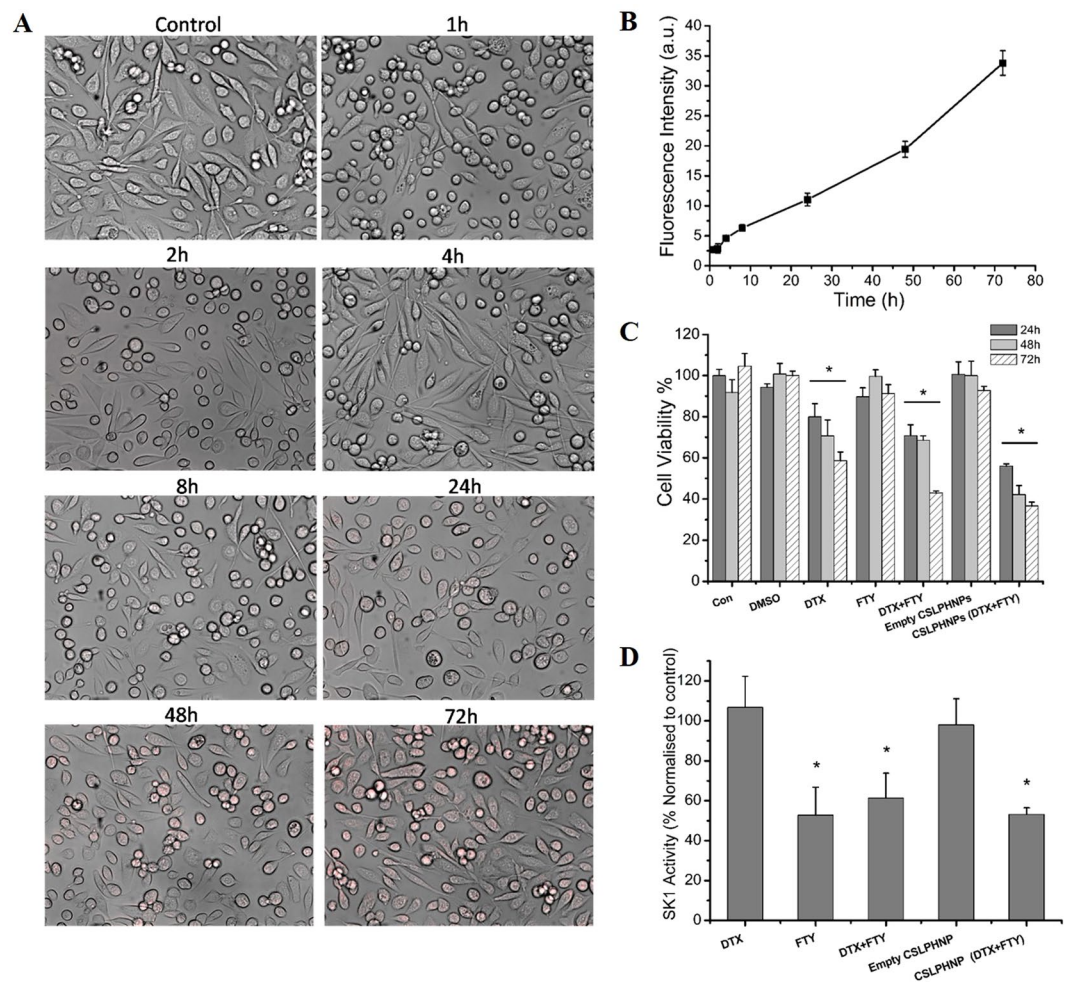 A
Control
1h
2h
4h
8h
24h
48h
72h
B
Fluorescence Intensity (a.u.)
40
35
30
25
20
15
10
5
0
0 10 20 30 40 50 60 70 80
Time (h)
C
Cell Viability %
120
100
80
60
40
20
0
24h
48h
72h
*
*
*
Con
DMSO
DTX
FTY
DTX+FTY
Empty CSLPHNPs
CSLPHNPs (DTX+FTY)
D
SK1 Activity (% Normalised to control)
120
100
80
60
40
20
0
*
*
*
DTX
FTY
DTX+FTY
Empty CSLPHNP
CSLPHNP (DTX+FTY)